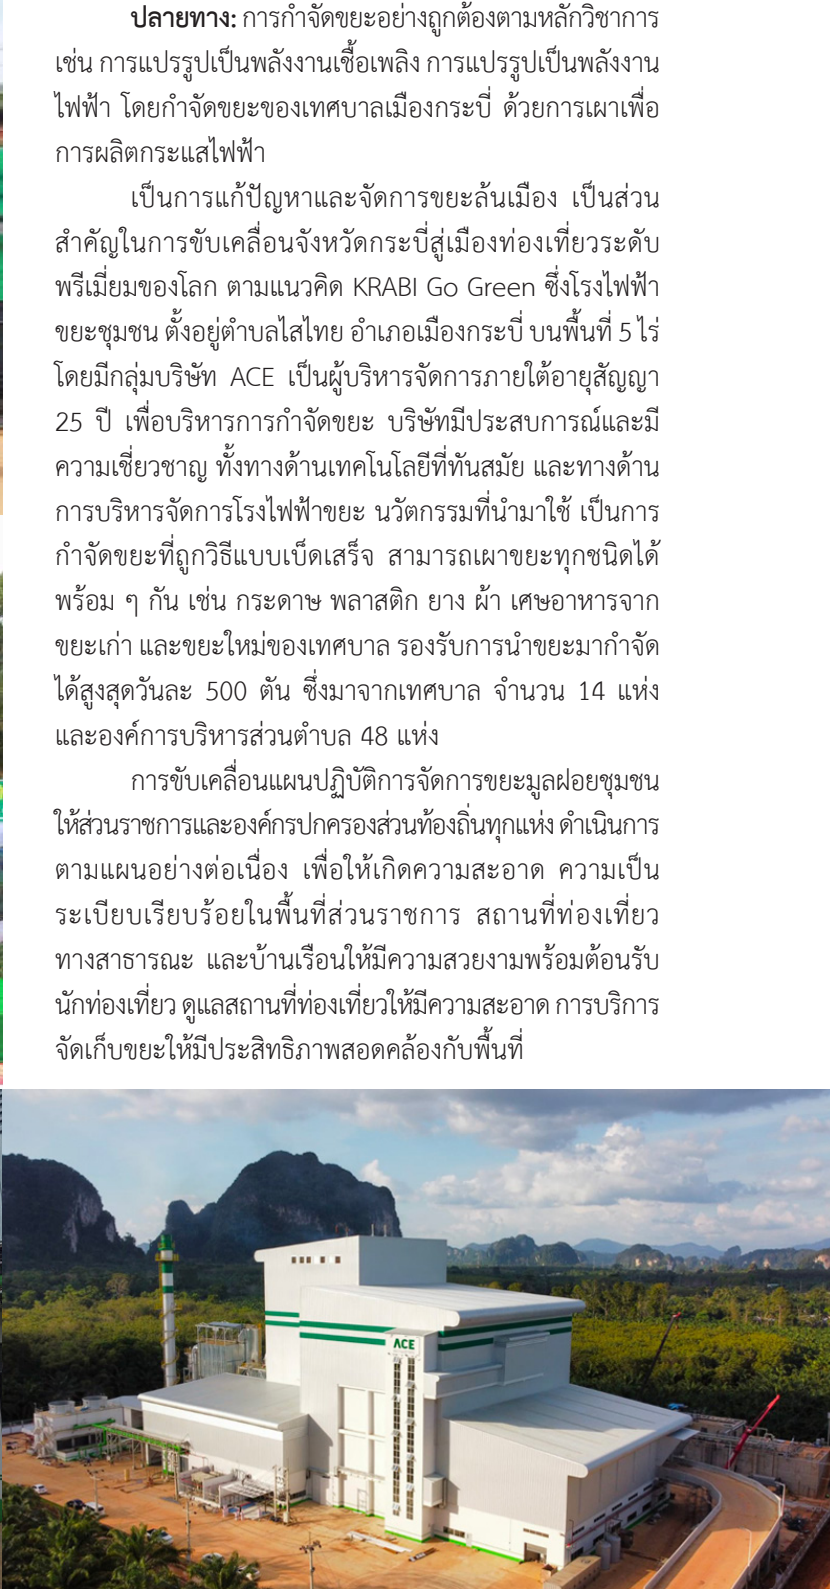 ปลายทาง: การกำจัดขยะอย่างถูกต้องตามหลักวิชาการ
เช่น การแปรรูปเป็นพลังงานเชื้อเพลิง การแปรรูปเป็นพลังงาน
ไฟฟ้า โดยกำจัดขยะของเทศบาลเมืองกระบี่ ด้วยการเผาเพื่อ
การผลิตกระแสไฟฟ้า
เป็นการแก้ปัญหาและจัดการขยะล้นเมือง เป็นส่วน
สำคัญในการขับเคลื่อนจังหวัดกระบี่สู่เมืองท่องเที่ยวระดับ
พรีเมี่ยมของโลก ตามแนวคิด KRABI Go Green ซึ่งโรงไฟฟ้า
ขยะชุมชน ตั้งอยู่ตำบลไสไทย อำเภอเมืองกระบี่ บนพื้นที่ 5 ไร่
โดยมีกลุ่มบริษัท ACE เป็นผู้บริหารจัดการภายใต้อายุสัญญา
25 ปี เพื่อบริหารการกำจัดขยะ บริษัทมีประสบการณ์และมี
ความเชี่ยวชาญ ทั้งทางด้านเทคโนโลยีที่ทันสมัย และทางด้าน
การบริหารจัดการโรงไฟฟ้าขยะ นวัตกรรมที่นำมาใช้ เป็นการ
กำจัดขยะที่ถูกวิธีแบบเบ็ดเสร็จ สามารถเผาขยะทุกชนิดได้
พร้อม ๆ กัน เช่น กระดาษ พลาสติก ยาง ผ้า เศษอาหารจาก
ขยะเก่า และขยะใหม่ของเทศบาล รองรับการนำขยะมากำจัด
ได้สูงสุดวันละ 500 ตัน ซึ่งมาจากเทศบาล จำนวน 14 แห่ง
และองค์การบริหารส่วนตำบล 48 แห่ง
การขับเคลื่อนแผนปฏิบัติการจัดการขยะมูลฝอยชุมชน
ให้ส่วนราชการและองค์กรปกครองส่วนท้องถิ่นทุกแห่ง ดำเนินการ
ตามแผนอย่างต่อเนื่อง เพื่อให้เกิดความสะอาด ความเป็น
ระเบียบเรียบร้อยในพื้นที่ส่วนราชการ สถานที่ท่องเที่ยว
ทางสาธารณะ และบ้านเรือนให้มีความสวยงามพร้อมต้อนรับ
นักท่องเที่ยว ดูแลสถานที่ท่องเที่ยวให้มีความสะอาด การบริการ
จัดเก็บขยะให้มีประสิทธิภาพสอดคล้องกับพื้นที่
ACE